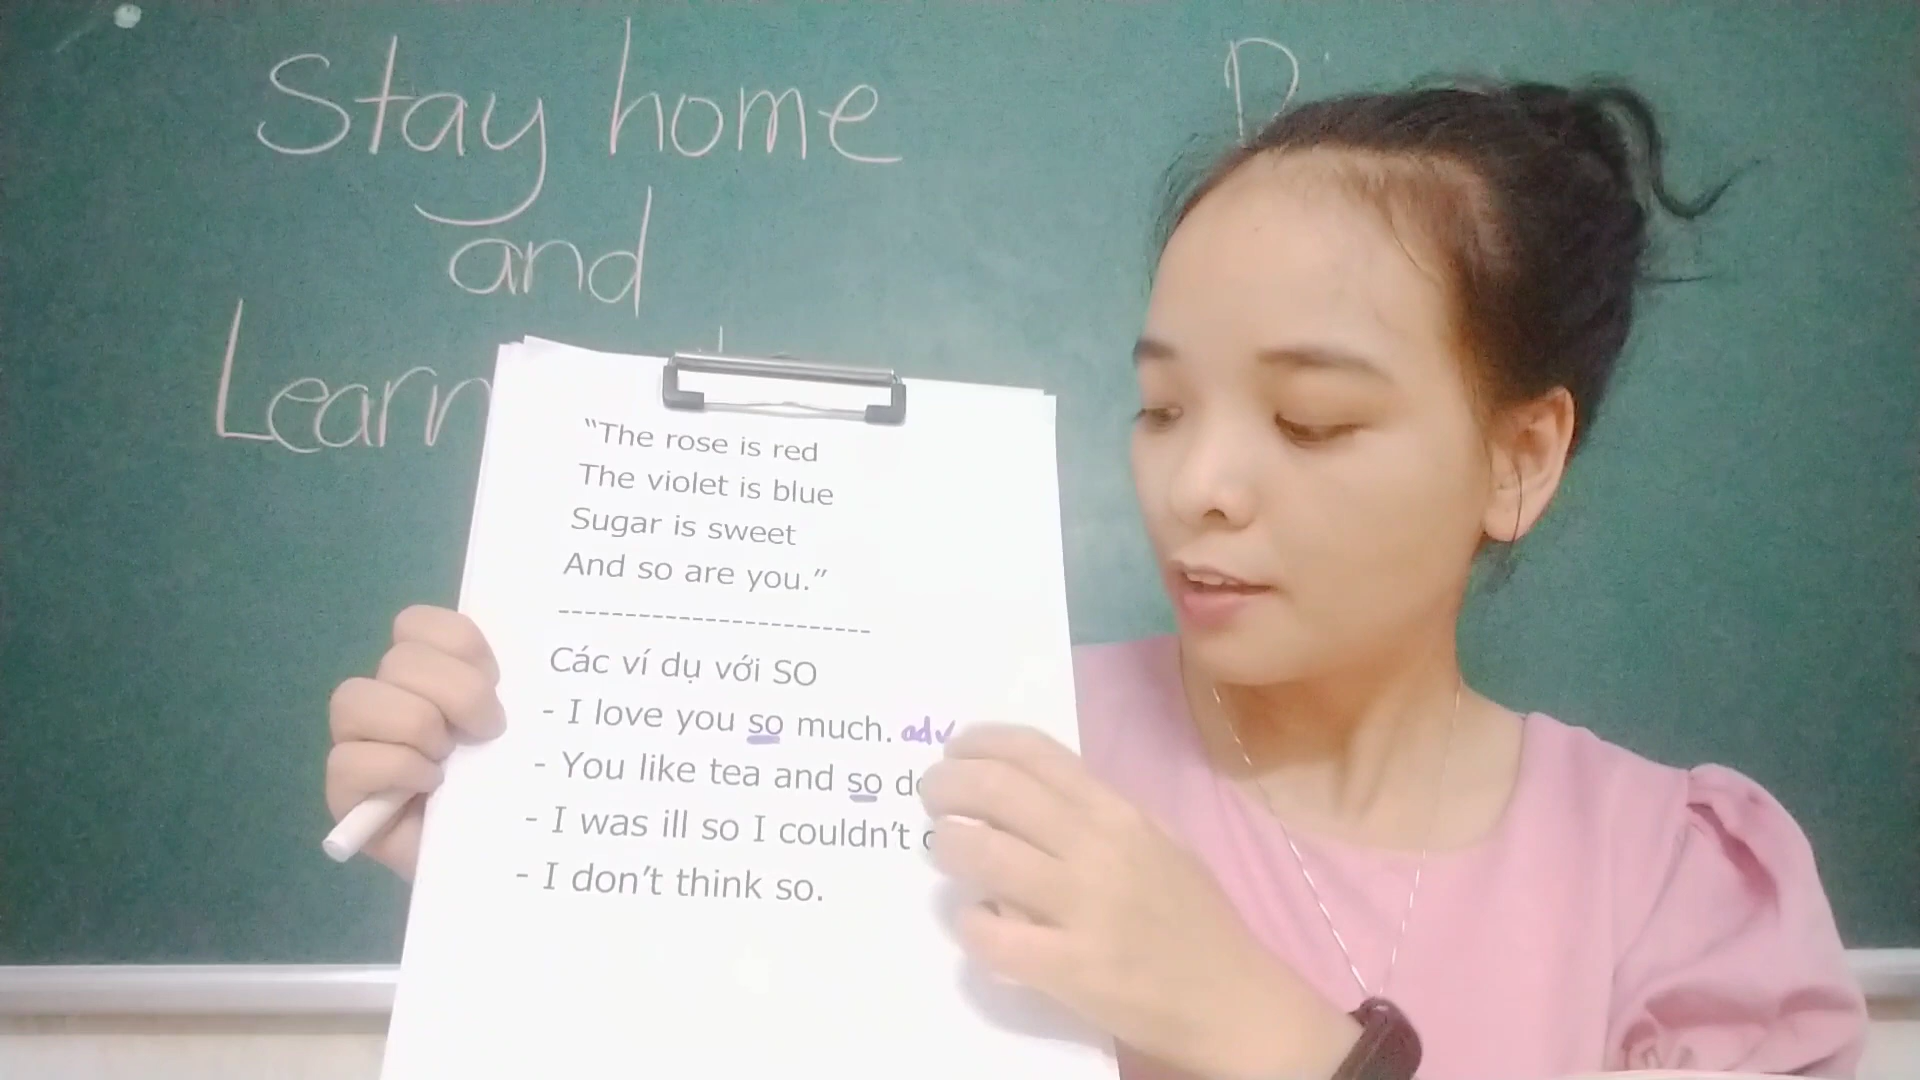 Stay home
and
Learn
"The rose is red
The violet is blue
Sugar is sweet
And so are you."
-----------------------
Các ví dụ với SO
- I love you so much. adv
- You like tea and so
- I was ill so I couldn't
- I don't think so.